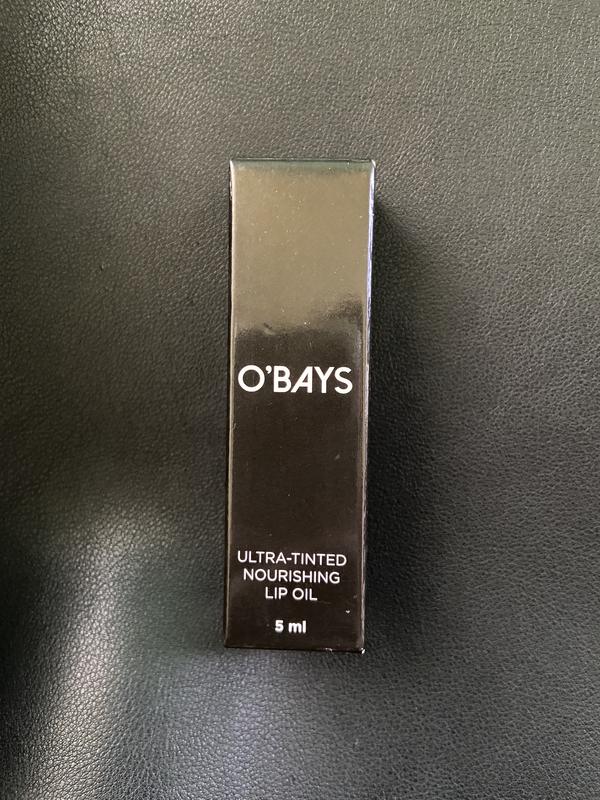 O'BAYS
ULTRA-TINTED
NOURISHING
LIP OIL
5 ml